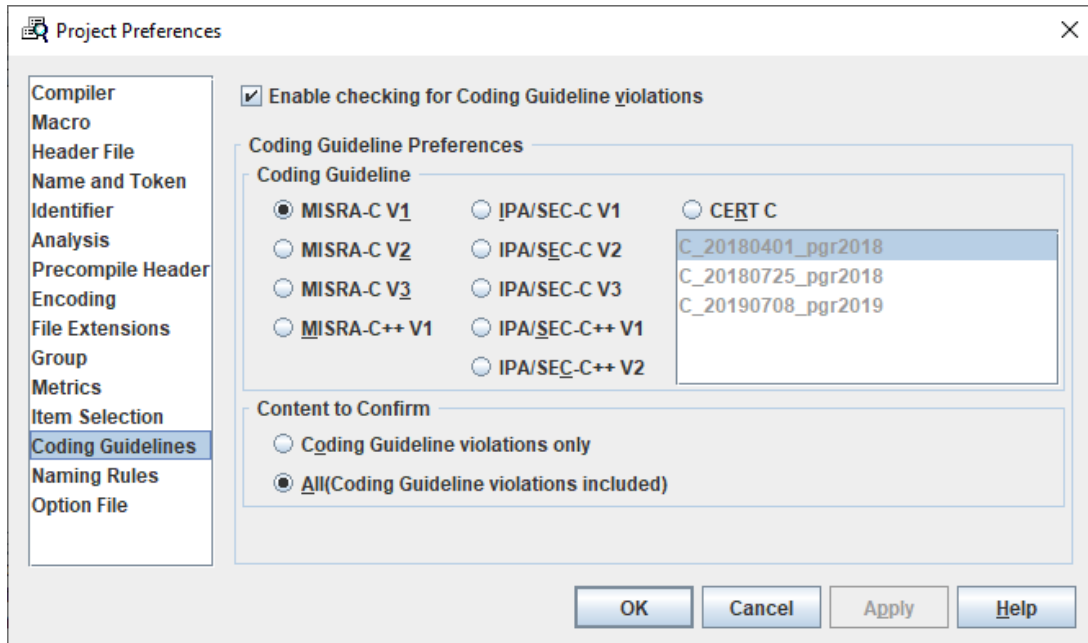 Project Preferences
Compiler
Macro
Header File
Name and Token
Identifier
Analysis
Precompile Header
Encoding
File Extensions
Group
Metrics
Item Selection
Coding Guidelines
Naming Rules
Option File
Enable checking for Coding Guideline violations
Coding Guideline Preferences
Coding Guideline
MISRA-C V1
IPA/SEC-C V1
CERT C
MISRA-C V2
IPA/SEC-C V2
MISRA-C V3
IPA/SEC-C V3
MISRA-C++ V1
IPA/SEC-C++ V1
IPA/SEC-C++ V2
C_20180401_pgr2018
C_20180725_pgr2018
C_20190708_pgr2019
Content to Confirm
Coding Guideline violations only
All(Coding Guideline violations included)
OK
Cancel
Apply
Help